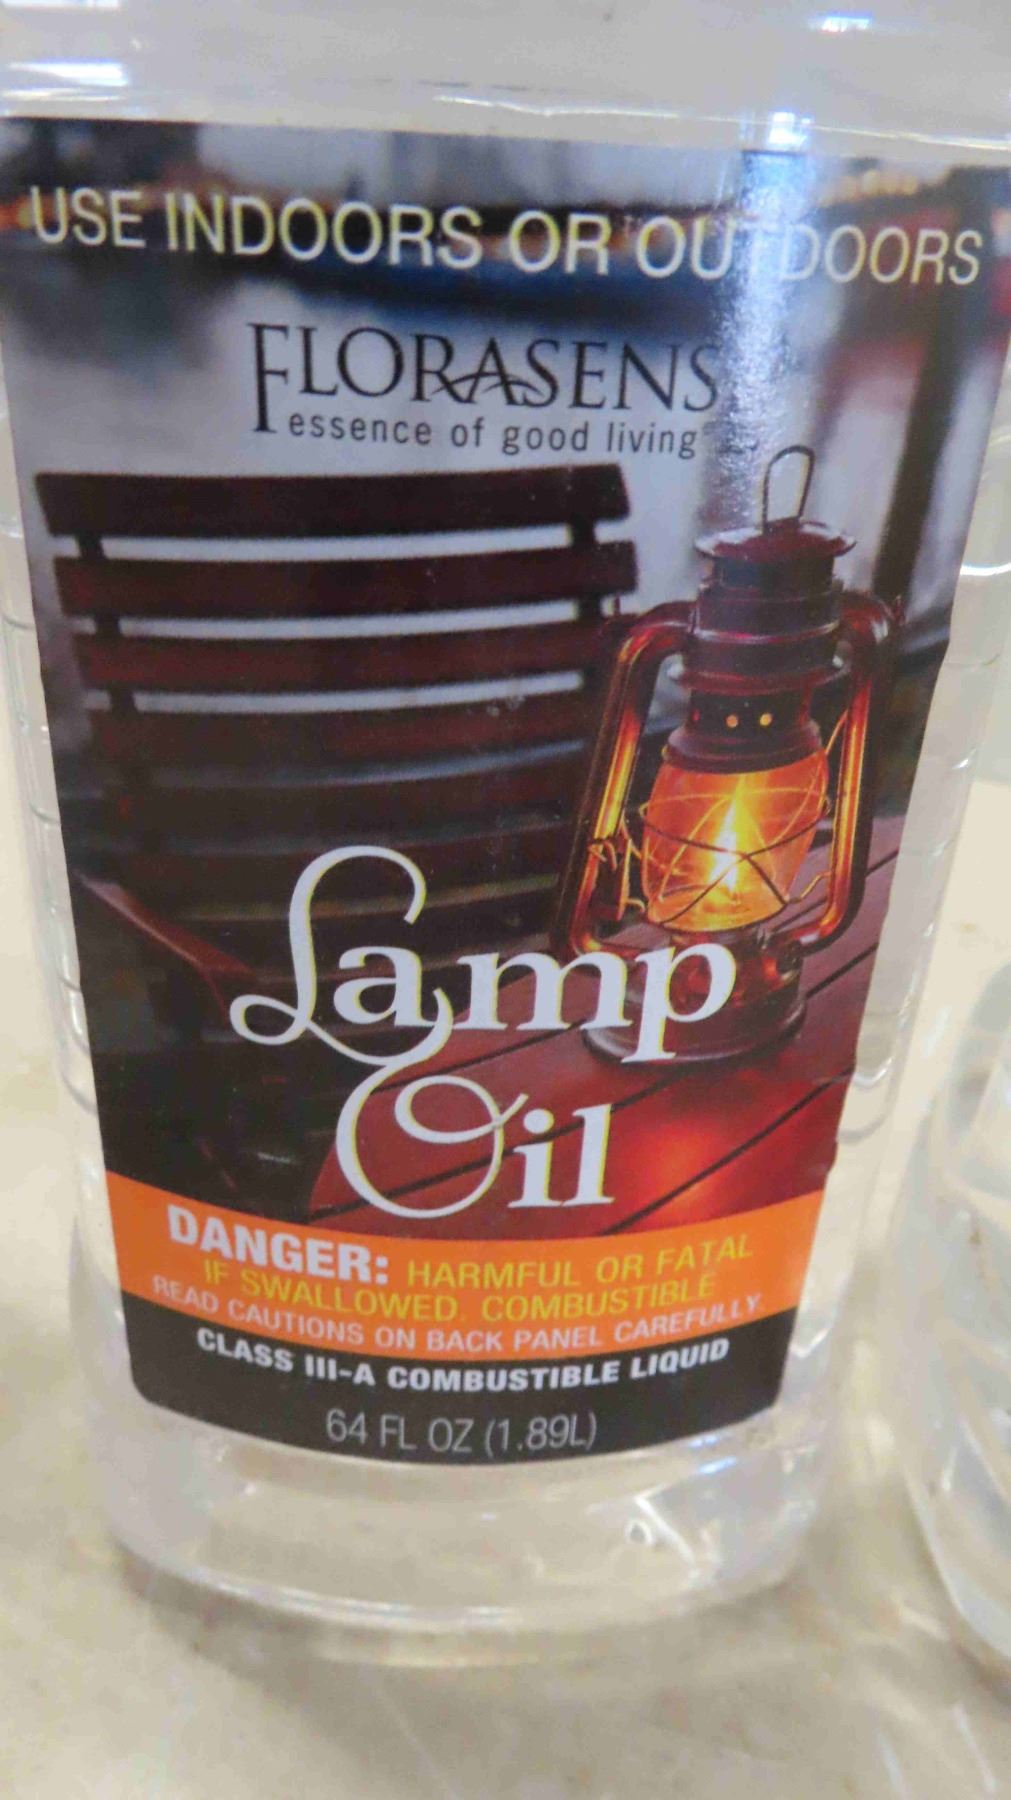 USE INDOORS OR OUTDOORS
FLORASENSE
essence of good living
Lamp
Oil
DANGER: HARMFUL OR FATAL
IF SWALLOWED. COMBUSTIBLE
READ CAUTIONS ON BACK PANEL CAREFULLY.
CLASS III-A COMBUSTIBLE LIQUID
64 FL OZ (1.89L)